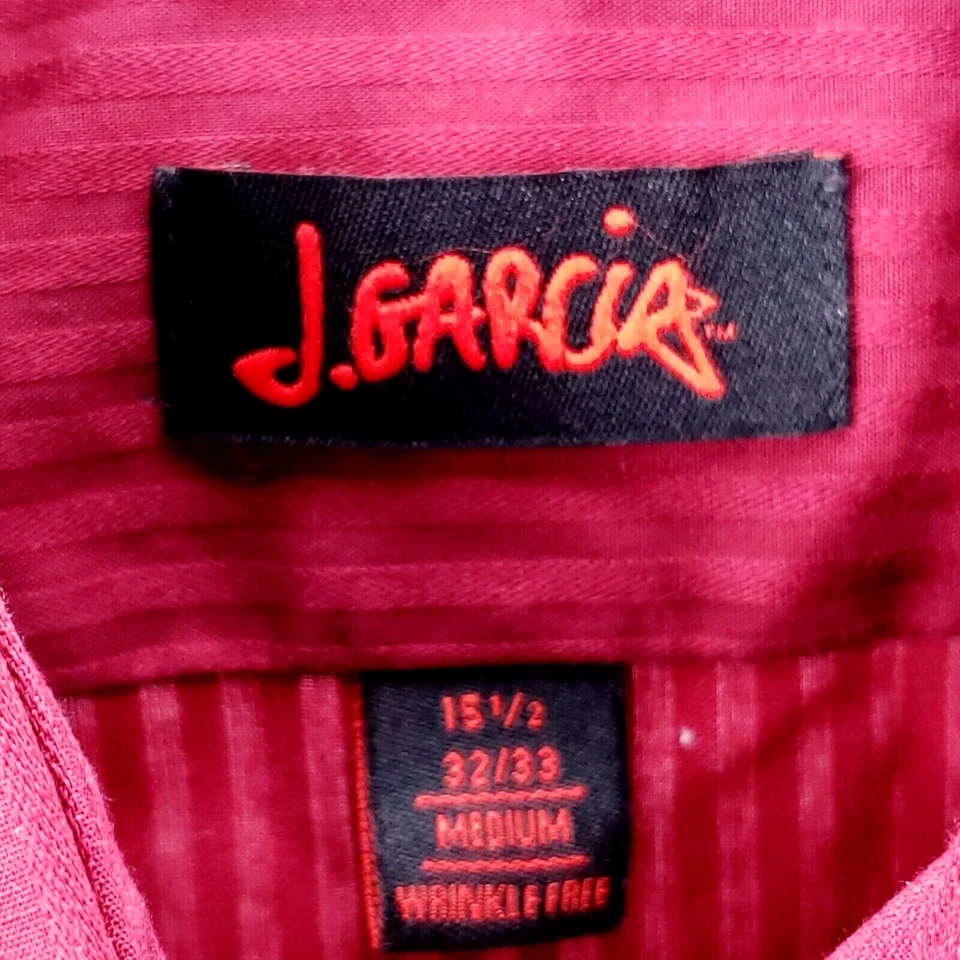 J.GARCIA™
15 1/2
32/33
MEDIUM
WRINKLE FREE